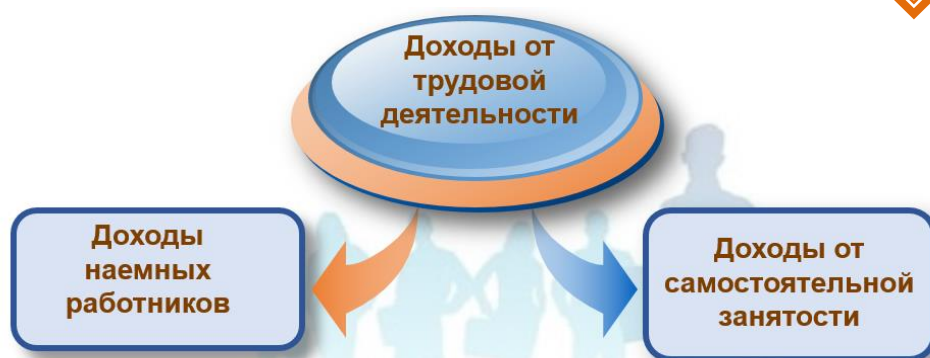 Доходы от
трудовой
деятельности
Доходы
наемных
работников
Доходы от
самостоятельной
занятости